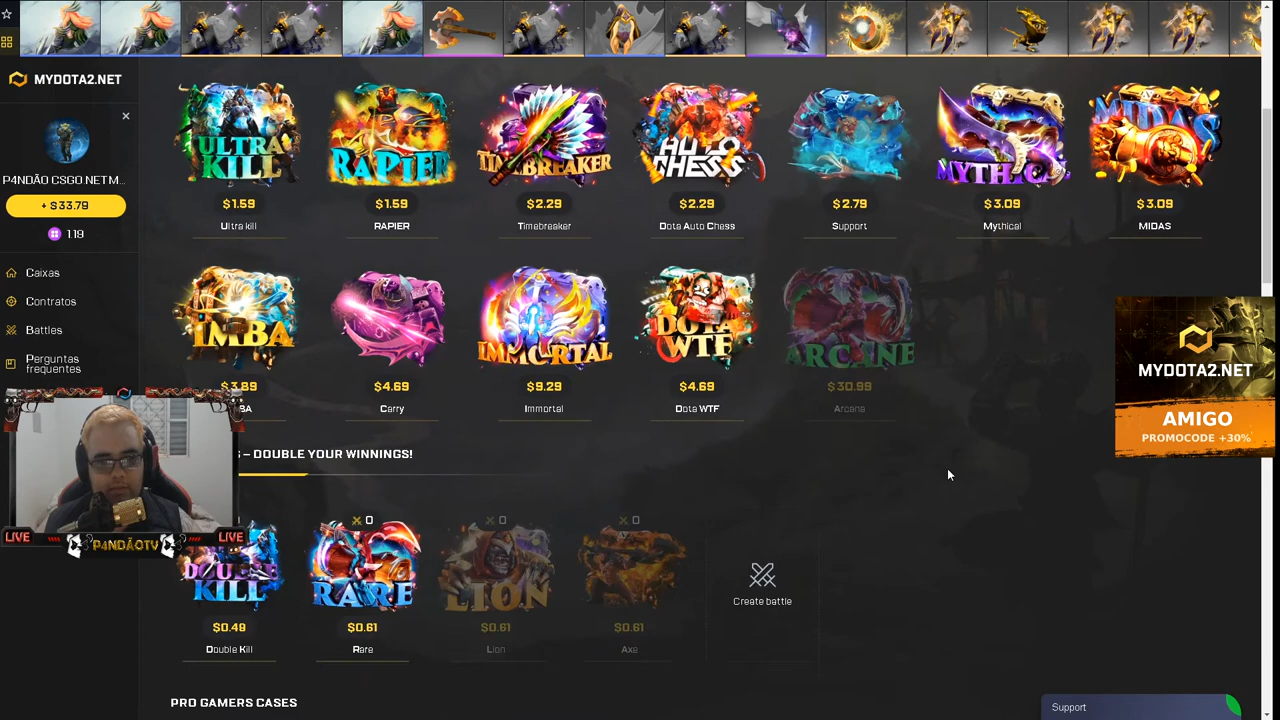 MYDOTA2.NET
P4NDÃO CSGO NET M...
+ $33.79
119
Caixas
Contratos
Battles
Perguntas
frequentes
ULTRA
KILL
$1.59
Ultra kill
RAPIER
$1.59
RAPIER
TIMEBREAKER
$2.29
Timebreaker
AUTO
CHESS
$2.29
Dota Auto Chess
$2.79
Support
MYTHICAL
$3.09
Mythical
MIDAS
$3.09
MIDAS
IMBA
$3.89
BA
$4.69
Carry
IMMORTAL
$9.29
Immortal
DOTA
WTF
$4.69
Dota WTF
ARCANE
$30.99
Arcana
– DOUBLE YOUR WINNINGS!
DOUBLE
KILL
$0.49
Double Kill
0
RARE
$0.61
Rare
0
LION
$0.61
Lion
0
$0.61
Axe
Create battle
PRO GAMERS CASES
MYDOTA2.NET
AMIGO
PROMOCODE +30%
Support
LIVE
P4NDÃOTV
LIVE